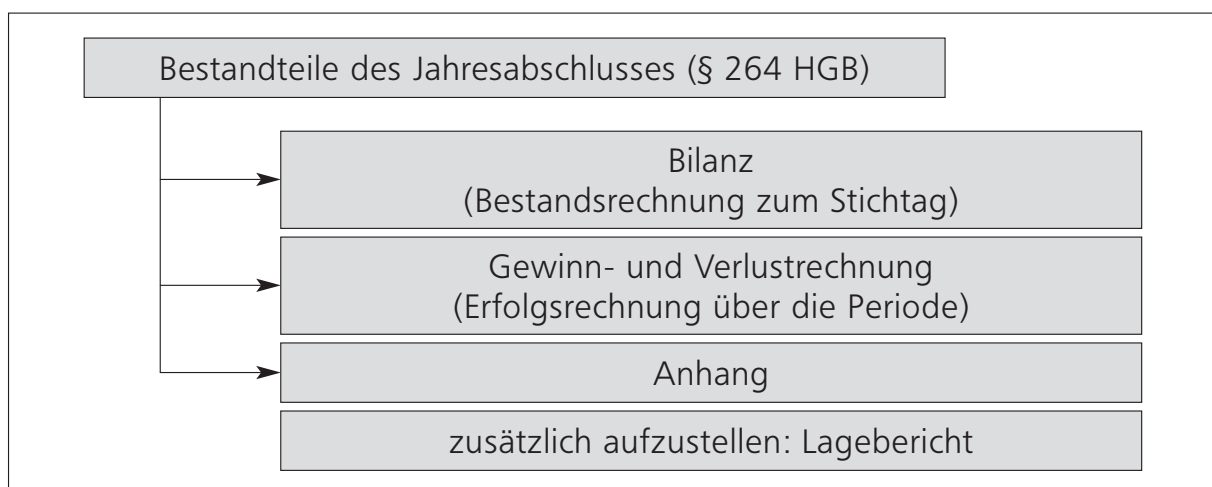 Bestandteile des Jahresabschlusses (§ 264 HGB)
Bilanz
(Bestandsrechnung zum Stichtag)
Gewinn- und Verlustrechnung
(Erfolgsrechnung über die Periode)
Anhang
zusätzlich aufzustellen: Lagebericht